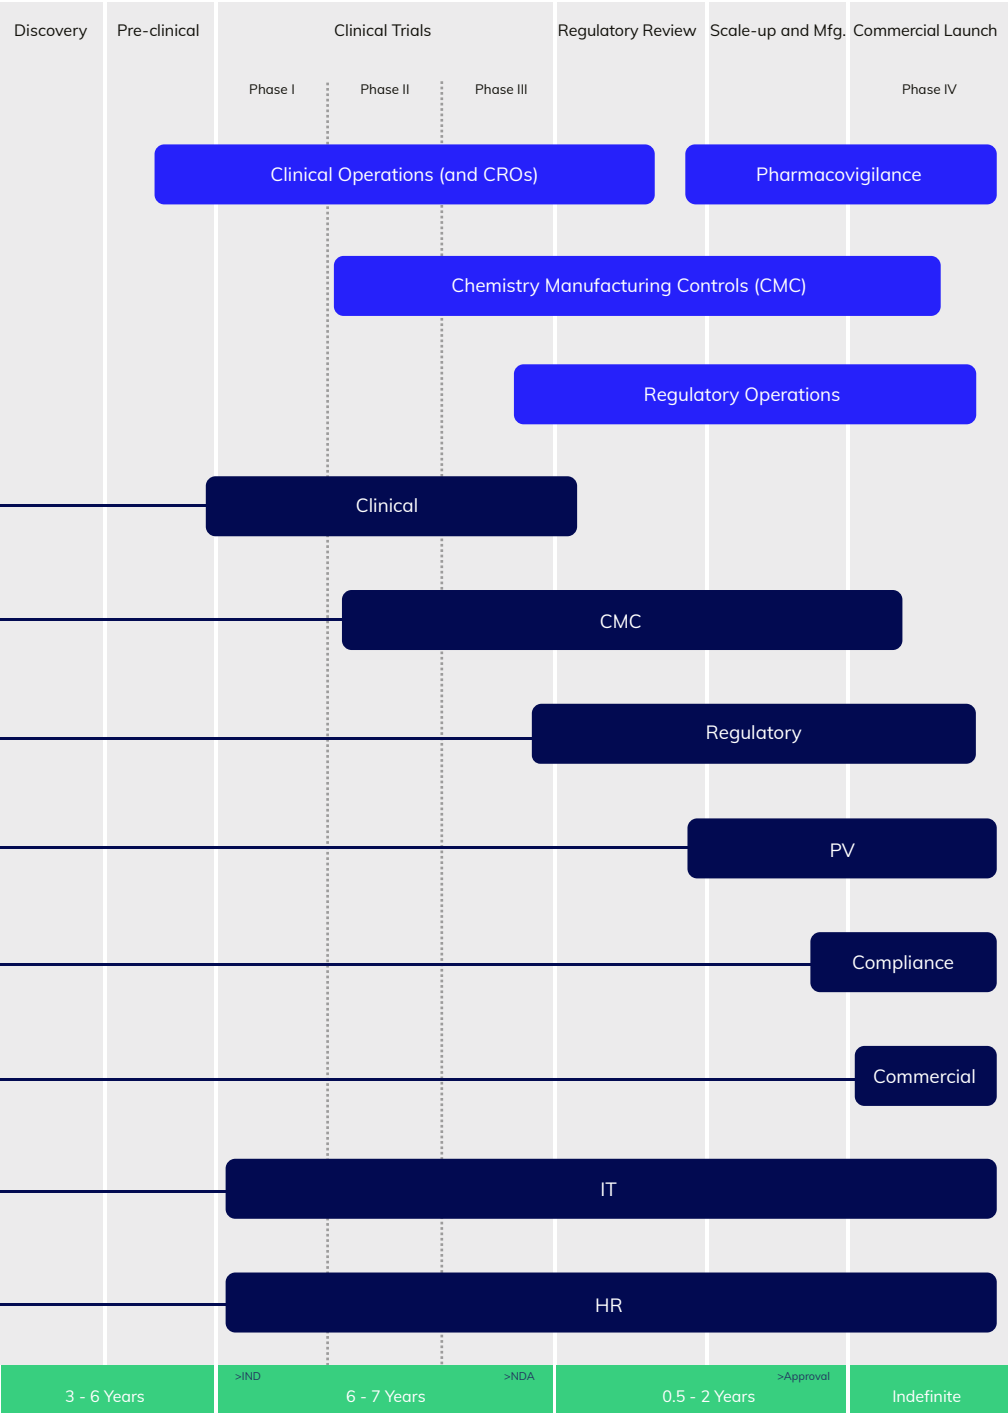 Discovery
Pre-clinical
Clinical Trials
Regulatory Review
Scale-up and Mfg.
Commercial Launch
Phase I
Phase II
Phase III
Phase IV
Clinical Operations (and CROs)
Pharmacovigilance
Chemistry Manufacturing Controls (CMC)
Regulatory Operations
Clinical
CMC
Regulatory
PV
Compliance
Commercial
IT
HR
>IND
>NDA
>Approval
3 - 6 Years
6 - 7 Years
0.5 - 2 Years
Indefinite